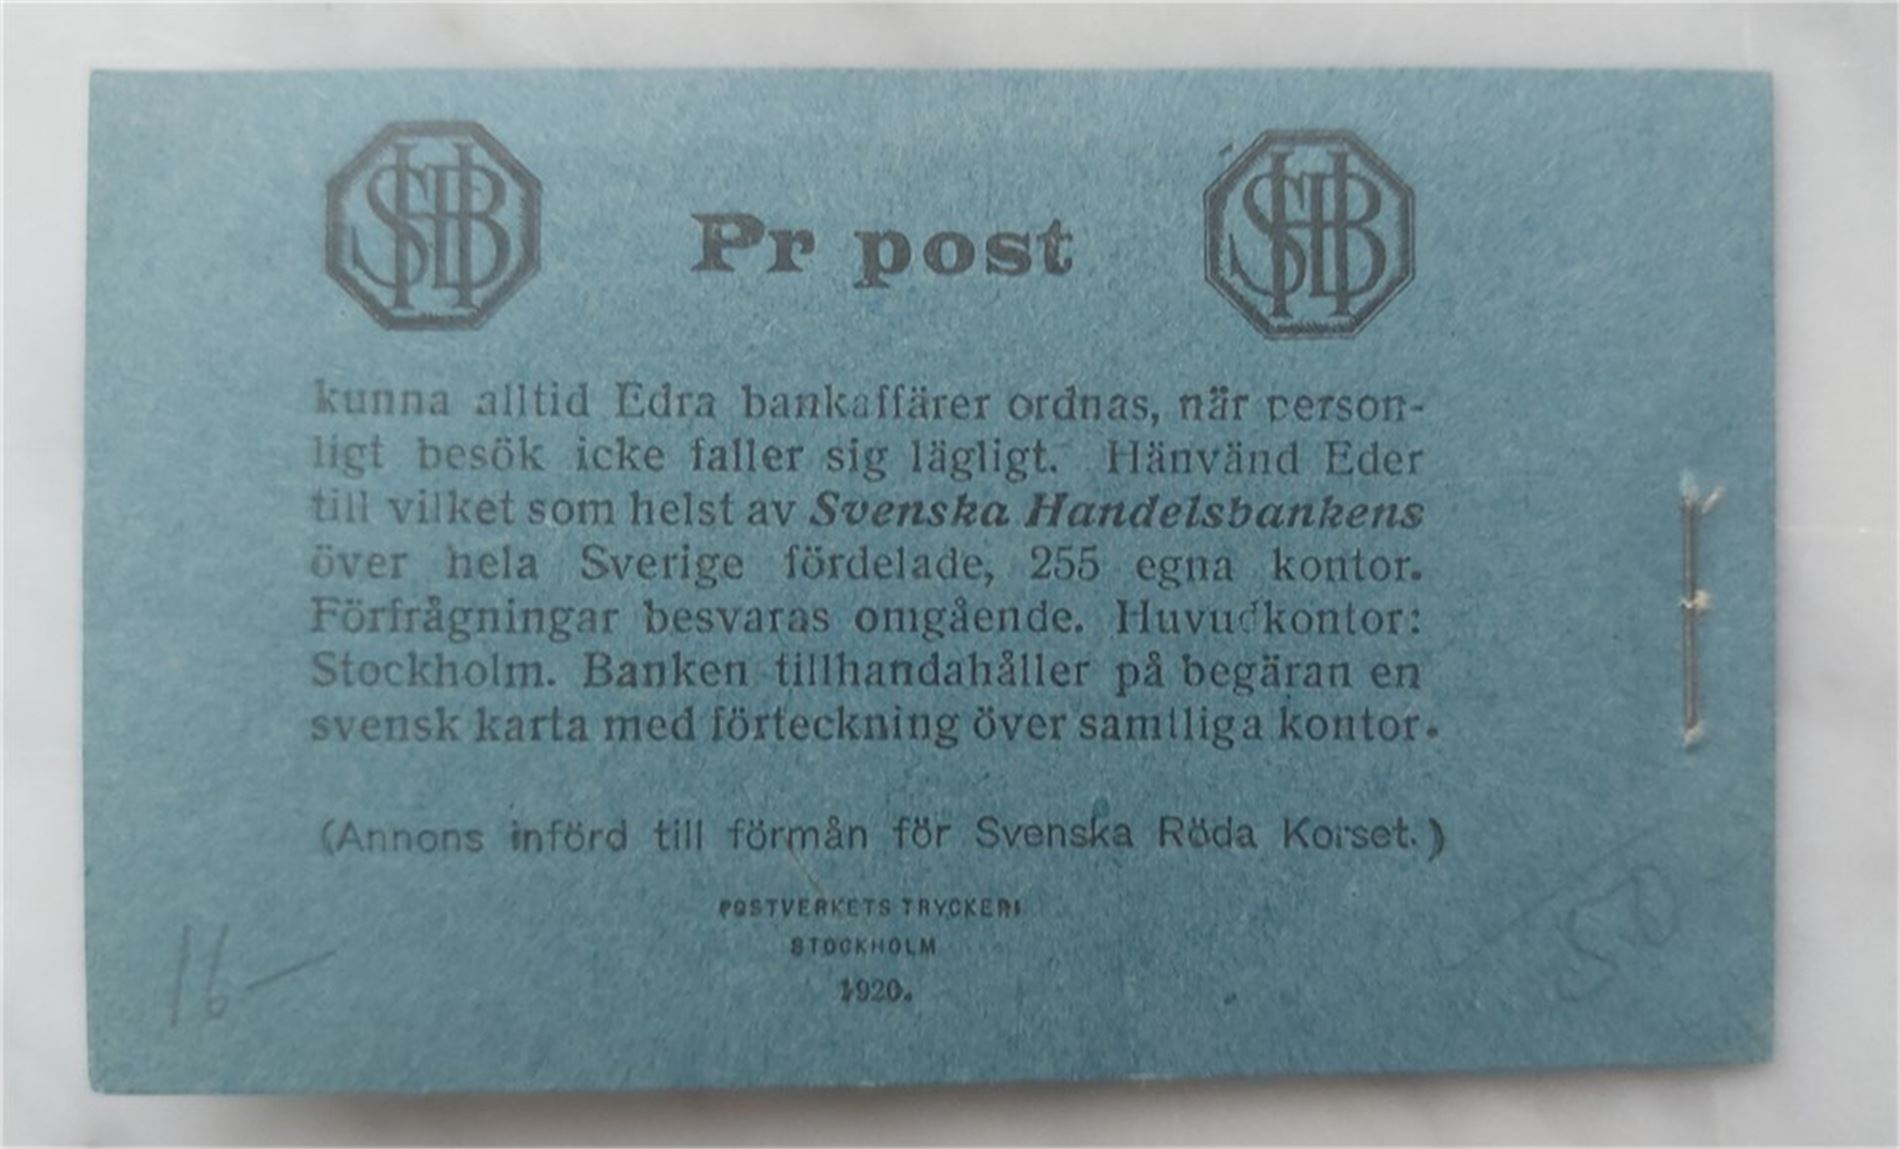 SHB Pr post SHB
kunna alltid Edra bankaffärer ordnas, när person-
ligt besök icke faller sig lägligt. Hänvänd Eder
till vilket som helst av Svenska Handelsbankens
över hela Sverige fördelade, 255 egna kontor.
Förfrågningar besvaras omgående. Huvudkontor:
Stockholm. Banken tillhandahåller på begäran en
svensk karta med förteckning över samtliga kontor.
(Annons införd till förmån för Svenska Röda Korset.)
POSTVERKETS TRYCKERI
STOCKHOLM
1920.
16—
50